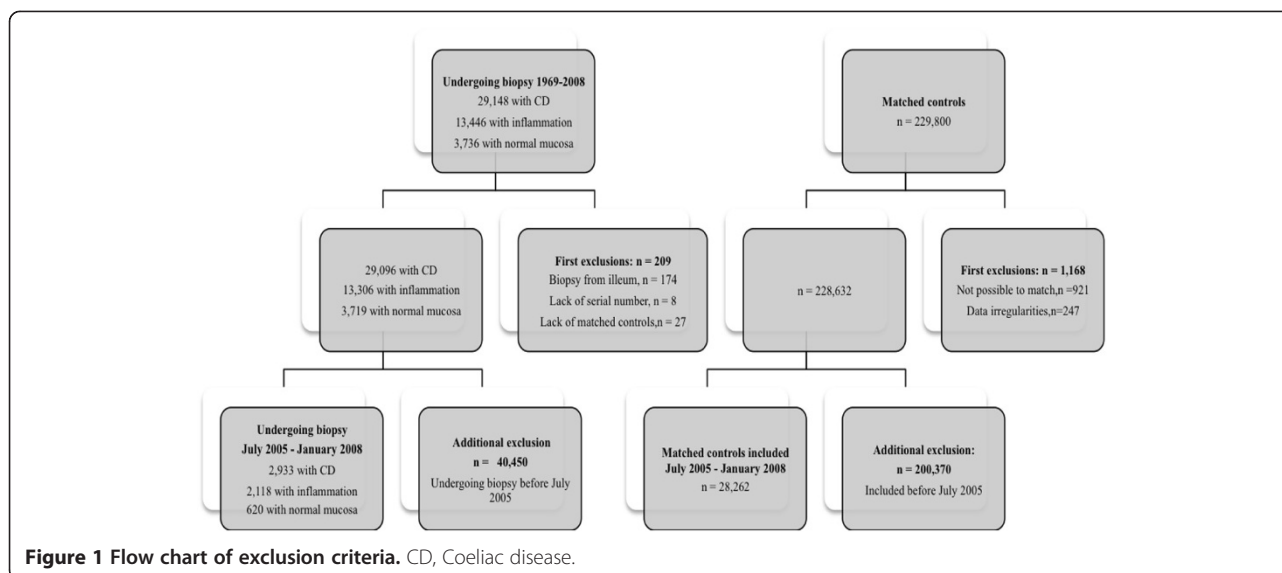 Undergoing biopsy 1969-2008
29,148 with CD
13,446 with inflammation
3,736 with normal mucosa
Matched controls
n = 229,800
29,096 with CD
13,306 with inflammation
3,719 with normal mucosa
First exclusions: n = 209
Biopsy from illeum, n = 174
Lack of serial number, n = 8
Lack of matched controls,n = 27
n = 228,632
First exclusions: n = 1,168
Not possible to match,n =921
Data irregularities,n=247
Undergoing biopsy
July 2005 - January 2008
2,933 with CD
2,118 with inflammation
620 with normal mucosa
Additional exclusion
n = 40,450
Undergoing biopsy before July
2005
Matched controls included
July 2005 - January 2008
n = 28,262
Additional exclusion:
n = 200,370
Included before July 2005
Figure 1 Flow chart of exclusion criteria. CD, Coeliac disease.